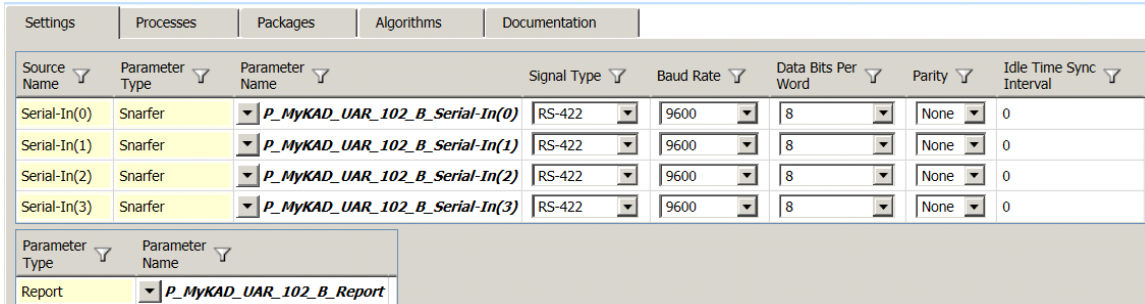 Settings Processes Packages Algorithms Documentation
Source Name Parameter Type Parameter Name Signal Type Baud Rate Data Bits Per Word Parity Idle Time Sync Interval
Serial-In(0) Snarfer P_MyKAD_UAR_102_B_Serial-In(0) RS-422 9600 8 None 0
Serial-In(1) Snarfer P_MyKAD_UAR_102_B_Serial-In(1) RS-422 9600 8 None 0
Serial-In(2) Snarfer P_MyKAD_UAR_102_B_Serial-In(2) RS-422 9600 8 None 0
Serial-In(3) Snarfer P_MyKAD_UAR_102_B_Serial-In(3) RS-422 9600 8 None 0
Parameter Type Parameter Name
Report P_MyKAD_UAR_102_B_Report